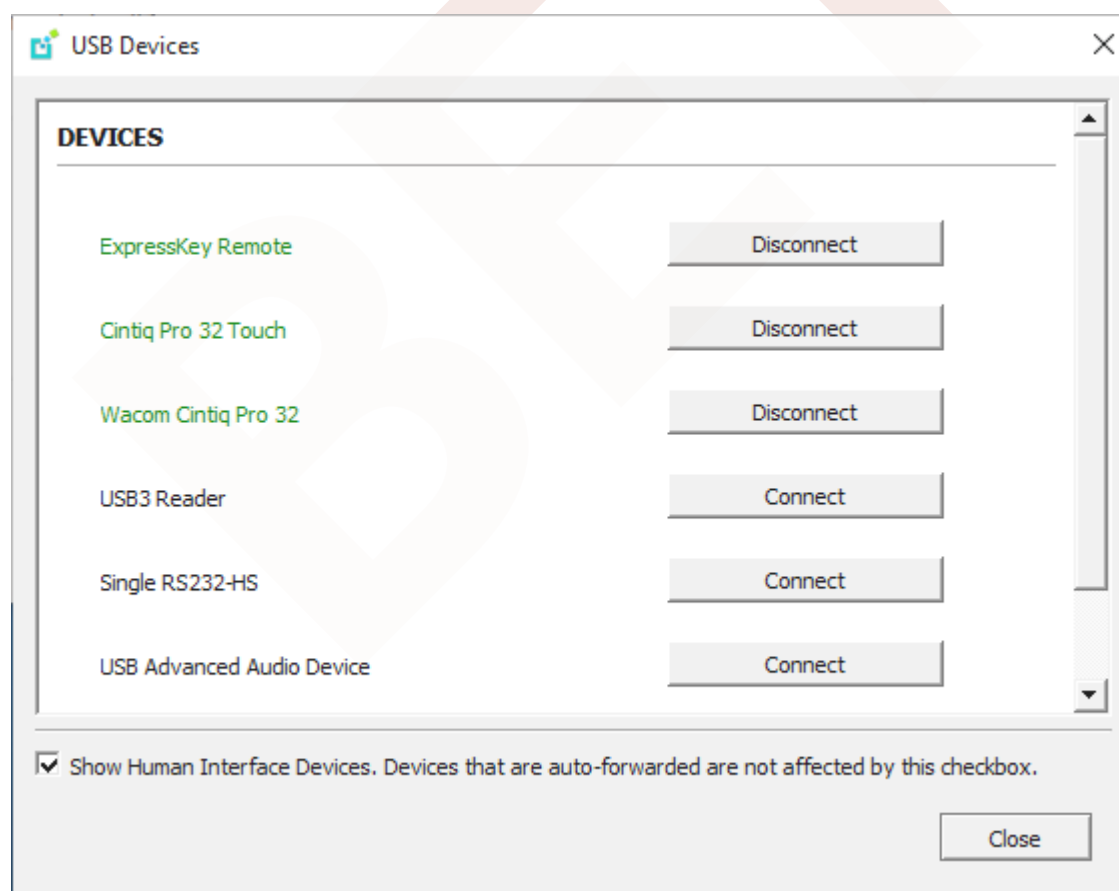 USB Devices
DEVICES
ExpressKey Remote Disconnect
Cintiq Pro 32 Touch Disconnect
Wacom Cintiq Pro 32 Disconnect
USB3 Reader Connect
Single RS232-HS Connect
USB Advanced Audio Device Connect
Show Human Interface Devices. Devices that are auto-forwarded are not affected by this checkbox.
Close